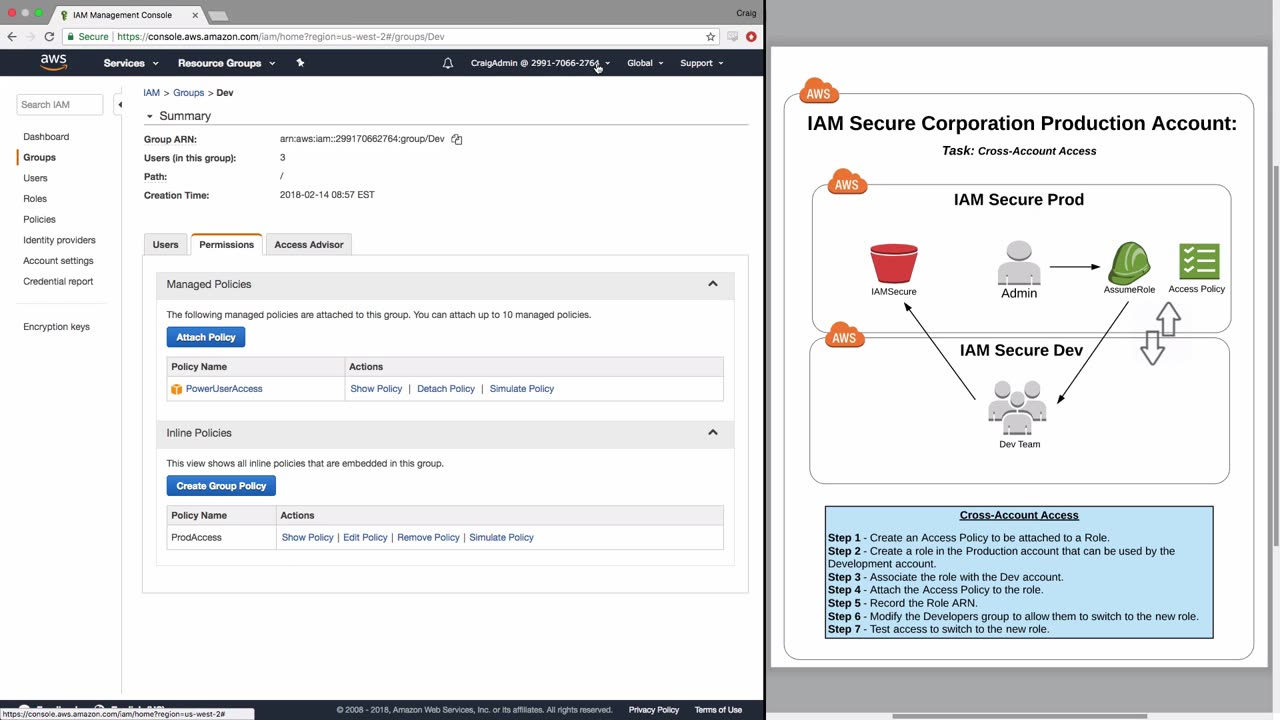 IAM Management Console
Craig
Secure | https://console.aws.amazon.com/iam/home?region=us-west-2#/groups/Dev
aws
Services
Resource Groups
CraigAdmin @ 2991-7066-2764
Global
Support
Search IAM
Dashboard
Groups
Users
Roles
Policies
Identity providers
Account settings
Credential report
Encryption keys
IAM > Groups > Dev
Summary
Group ARN: arn:aws:iam::299170662764:group/Dev
Users (in this group): 3
Path: /
Creation Time: 2018-02-14 08:57 EST
Users
Permissions
Access Advisor
Managed Policies
The following managed policies are attached to this group. You can attach up to 10 managed policies.
Attach Policy
Policy Name Actions
PowerUserAccess Show Policy | Detach Policy | Simulate Policy
Inline Policies
This view shows all inline policies that are embedded in this group.
Create Group Policy
Policy Name Actions
ProdAccess Show Policy | Edit Policy | Remove Policy | Simulate Policy
https://console.aws.amazon.com/iam/home?region=us-west-2#
© 2008 - 2018, Amazon Web Services, Inc. or its affiliates. All rights reserved.
Privacy Policy
Terms of Use
AWS
IAM Secure Corporation Production Account:
Task: Cross-Account Access
AWS
IAM Secure Prod
IAMSecure
Admin
AssumeRole
Access Policy
AWS
IAM Secure Dev
Dev Team
Cross-Account Access
Step 1 - Create an Access Policy to be attached to a Role.
Step 2 - Create a role in the Production account that can be used by the
Development account.
Step 3 - Associate the role with the Dev account.
Step 4 - Attach the Access Policy to the role.
Step 5 - Record the Role ARN.
Step 6 - Modify the Developers group to allow them to switch to the new role.
Step 7 - Test access to switch to the new role.